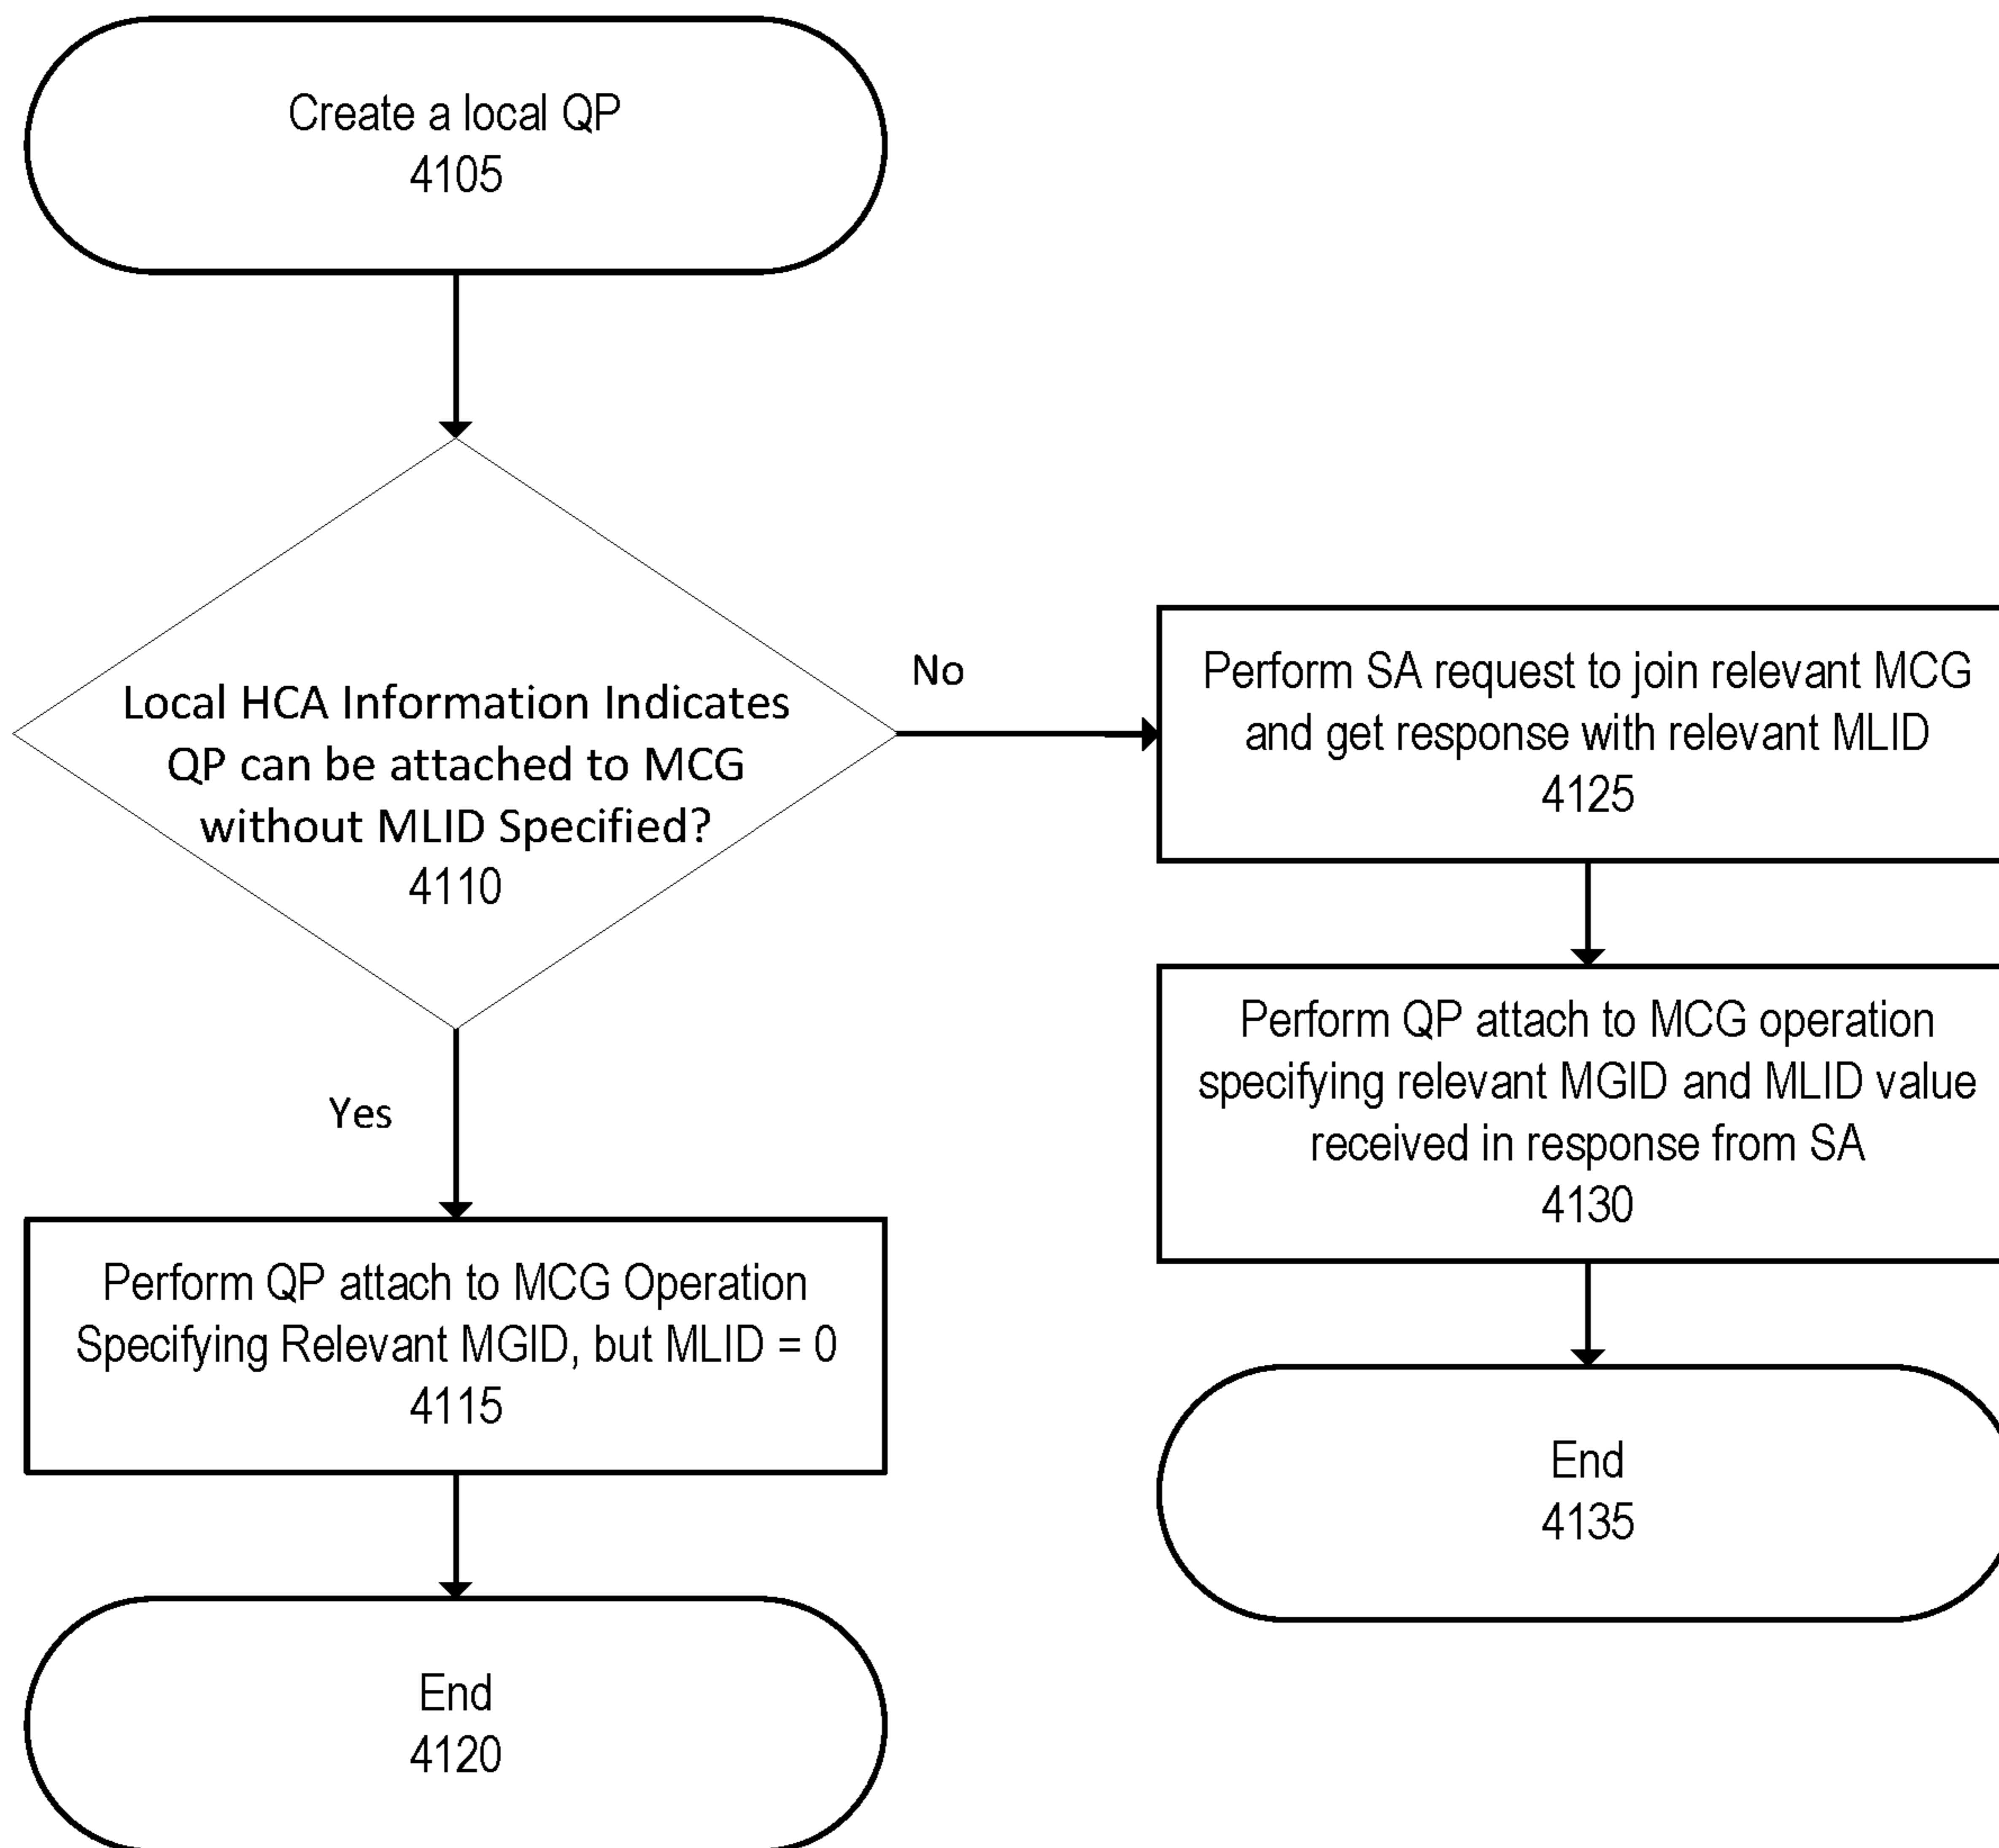 Create a local QP
4105
Local HCA Information Indicates
QP can be attached to MCG
without MLID Specified?
4110
No
Perform SA request to join relevant MCG
and get response with relevant MLID
4125
Perform QP attach to MCG operation
specifying relevant MGID and MLID value
received in response from SA
4130
End
4135
Yes
Perform QP attach to MCG Operation
Specifying Relevant MGID, but MLID = 0
4115
End
4120